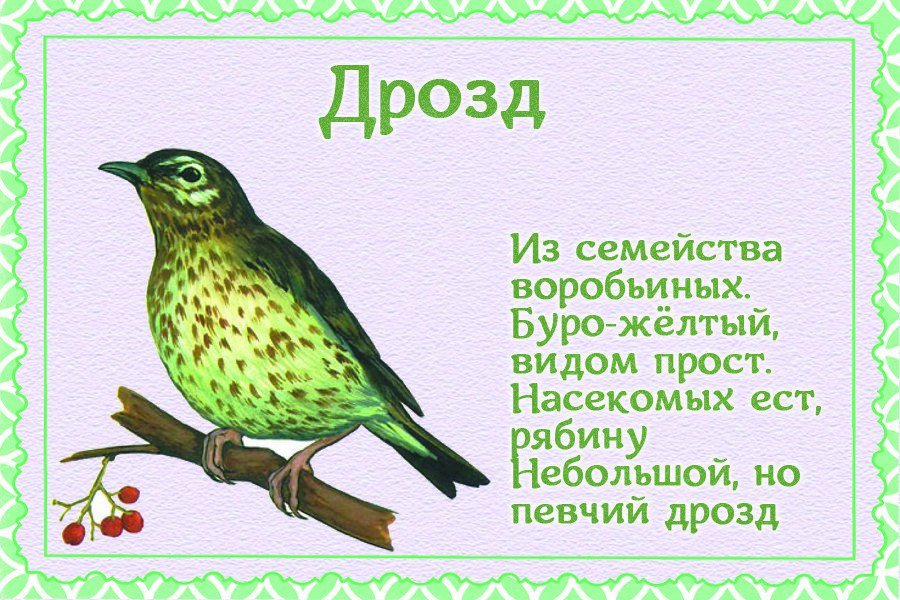 Дрозд
Из семейства
воробьиных.
Буро-жёлтый,
видом прост.
Насекомых ест,
рябину
Небольшой, но
певчий дрозд